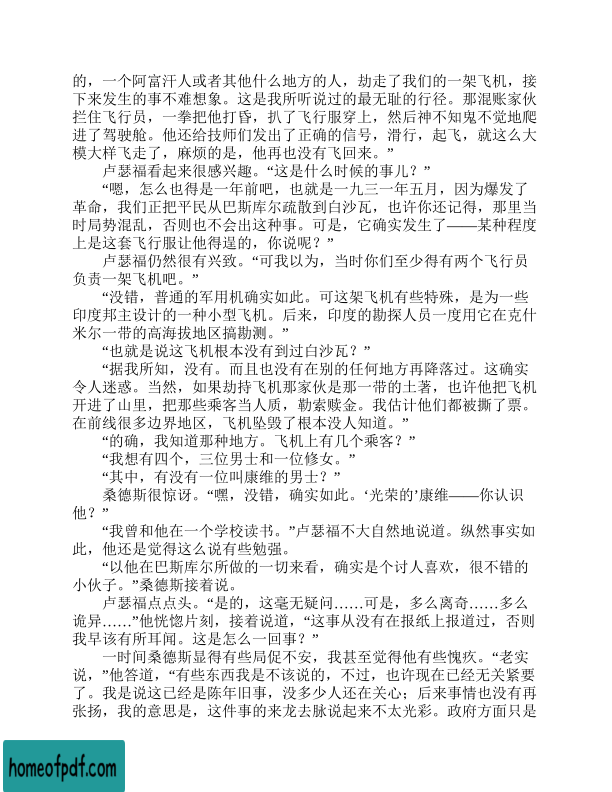 的，一个阿富汗人或者其他什么地方的人，劫走了我们的一架飞机，接
下来发生的事不难想象。这是我所听说过的最无耻的行径。那混账家伙
拦住飞行员，一拳把他打昏，扒了飞行服穿上，然后神不知鬼不觉地爬
进了驾驶舱。他还给技师们发出了正确的信号，滑行，起飞，就这么大
模大样飞走了，麻烦的是，他再也没有飞回来。”
卢瑟福看起来很感兴趣。“这是什么时候的事儿？”
“嗯，怎么也得是一年前吧，也就是一九三一年五月，因为爆发了
革命，我们正把平民从巴斯库尔疏散到白沙瓦，也许你还记得，那里当
时局势混乱，否则也不会出这种事。可是，它确实发生了——某种程度
上是这套飞行服让他得逞的，你说呢？”
卢瑟福仍然很有兴致。“可我以为，当时你们至少得有两个飞行员
负责一架飞机吧。”
“没错，普通的军用机确实如此。可这架飞机有些特殊，是为一些
印度邦主设计的一种小型飞机。后来，印度的勘探人员一度用它在克什
米尔一带的高海拔地区搞勘测。”
“也就是说这飞机根本没有到过白沙瓦？”
“据我所知，没有。而且也没有在别的任何地方再降落过。这确实
令人迷惑。当然，如果劫持飞机那家伙是那一带的土著，也许他把飞机
开进了山里，把那些乘客当人质，勒索赎金。我估计他们都被撕了票。
在前线很多边界地区，飞机坠毁了根本没人知道。”
“的确，我知道那种地方。飞机上有几个乘客？”
“我想有四个，三位男士和一位修女。”
“其中，有没有一位叫康维的男士？”
桑德斯很惊讶。“嘿，没错，确实如此。‘光荣的’康维——你认识
他？”
“我曾和他在一个学校读书。”卢瑟福不大自然地说道。纵然事实如
此，他还是觉得这么说有些勉强。
“以他在巴斯库尔所做的一切来看，确实是个讨人喜欢，很不错的
小伙子。”桑德斯接着说。
卢瑟福点点头。“是的，这毫无疑问……可是，多么离奇……多么
诡异……”他恍惚片刻，接着说道，“这事从没有在报纸上报道过，否则
我早该有所耳闻。这是怎么一回事？”
一时间桑德斯显得有些局促不安，我甚至觉得他有些愧疚。“老实
说，”他答道，“有些东西我是不该说的，不过，也许现在已经无关紧要
了。我是说这已经是陈年旧事，没多少人还在关心；后来事情也没有再
张扬，我的意思是，这件事的来龙去脉说起来不太光彩。政府方面只是
homeofpdf.com